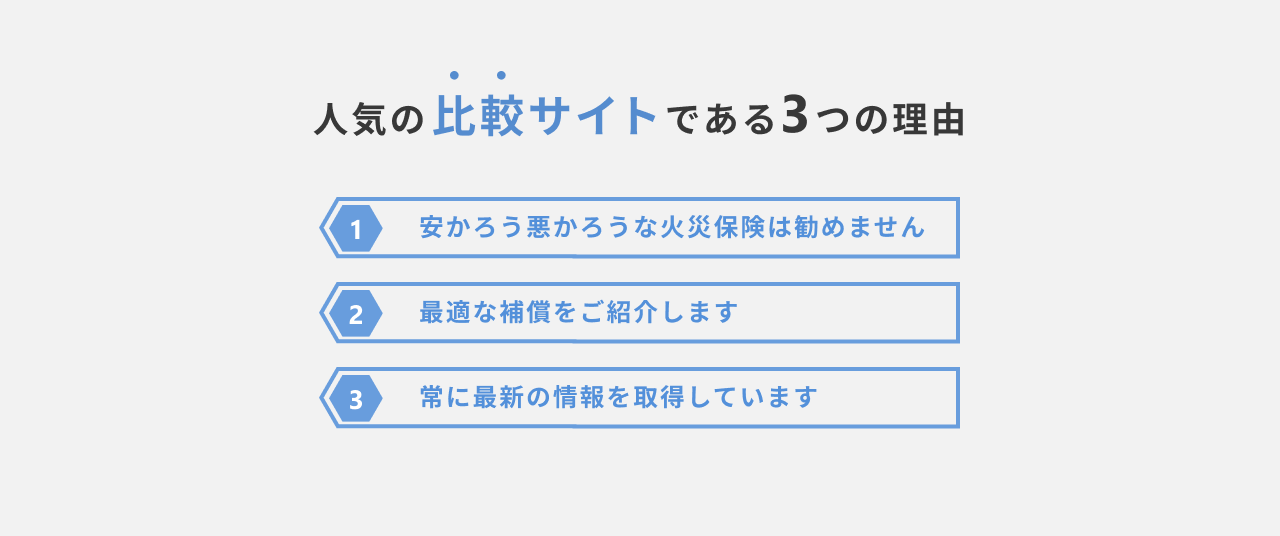 人気の比較サイトである3つの理由
1 安かろう悪かろうな火災保険は勧めません
2 最適な補償をご紹介します
3 常に最新の情報を取得しています